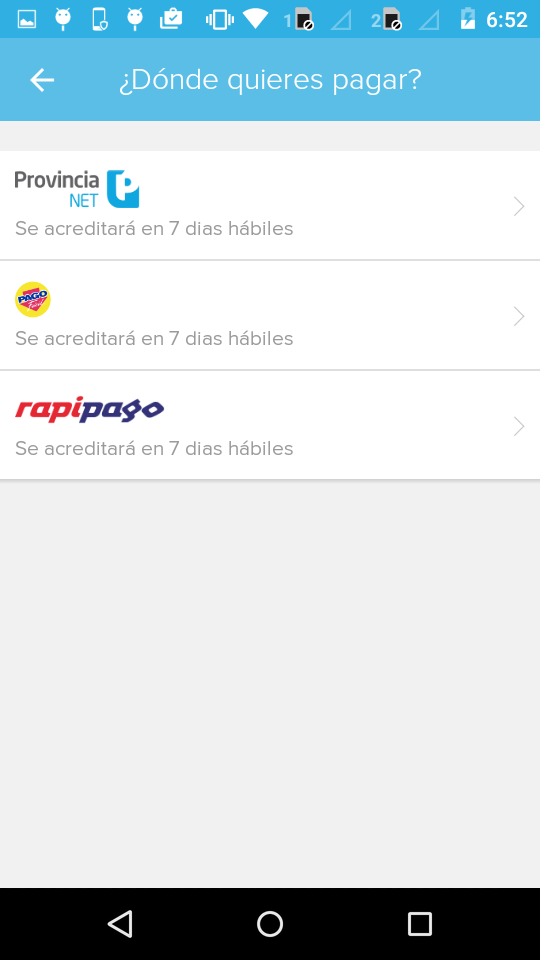 1 2 6:52
¿Dónde quieres pagar?
Provincia
NET
Se acreditará en 7 dias hábiles
PAGO
fácil
Se acreditará en 7 dias hábiles
rapipago
Se acreditará en 7 dias hábiles